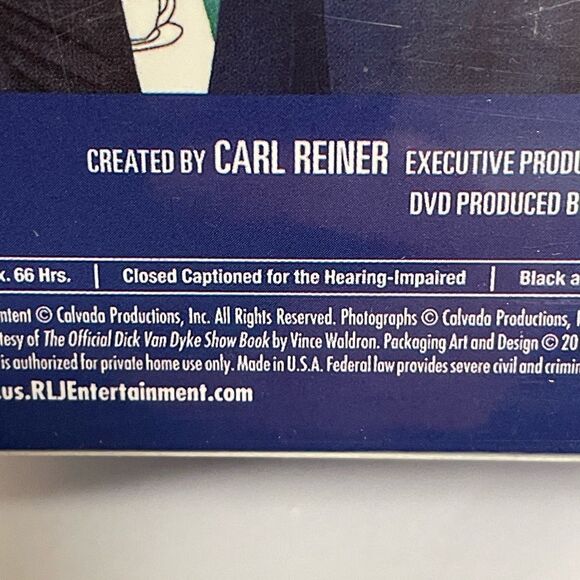 CREATED BY CARL REINER EXECUTIVE PRODU
DVD PRODUCED B
x. 66 Hrs. | Closed Captioned for the Hearing-Impaired | Black a
ntent © Calvada Productions, Inc. All Rights Reserved. Photographs © Calvada Productions, I
tesy of The Official Dick Van Dyke Show Book by Vince Waldron. Packaging Art and Design © 20
is authorized for private home use only. Made in U.S.A. Federal law provides severe civil and crimin
.us.RLJEntertainment.com